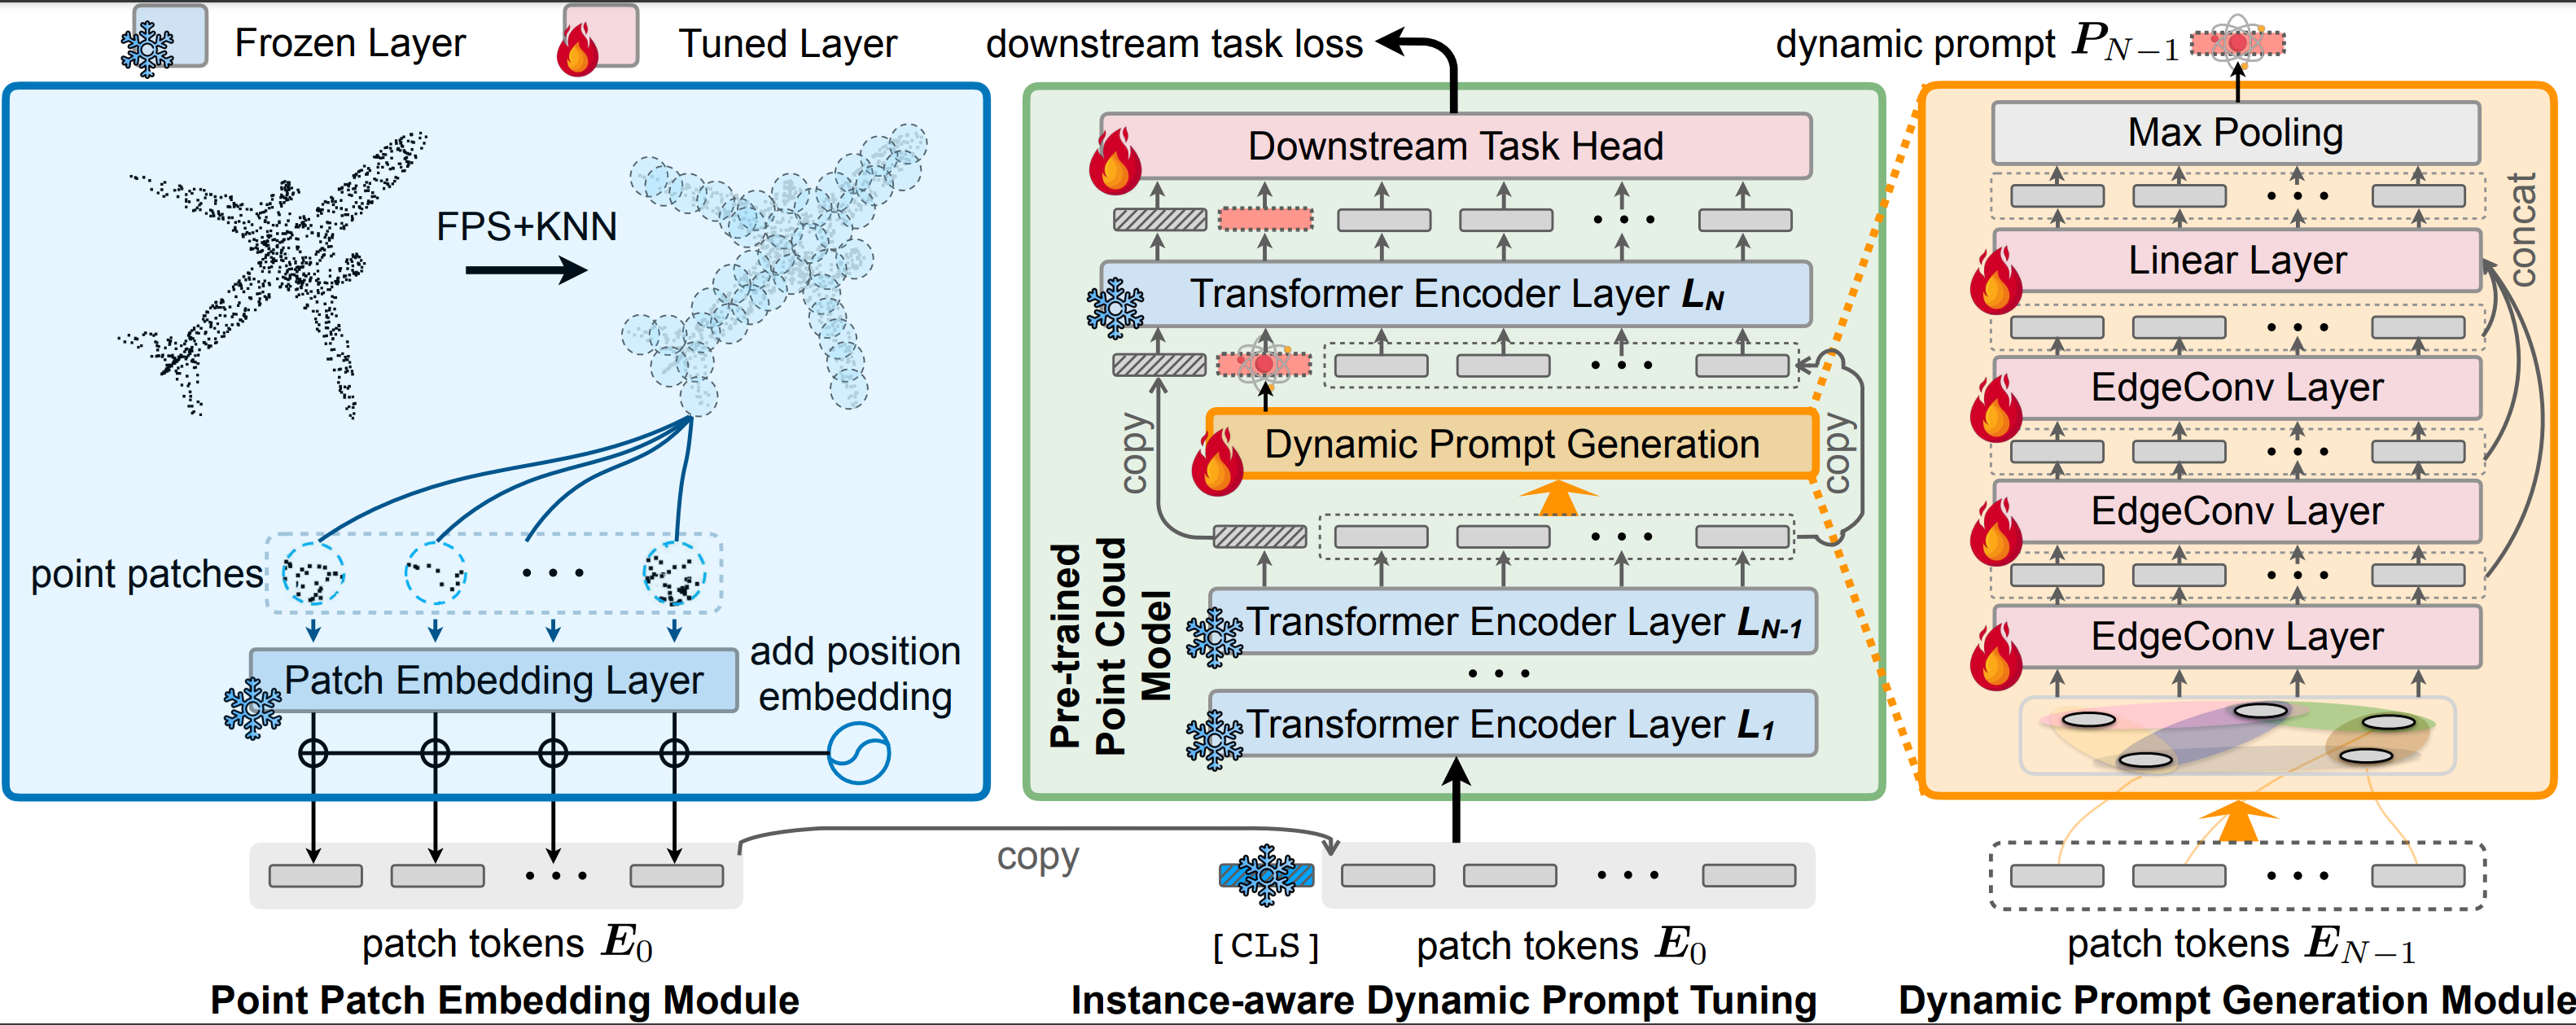 Frozen Layer
Tuned Layer
downstream task loss
dynamic prompt P_{N-1}
FPS+KNN
point patches
Patch Embedding Layer
add position
embedding
copy
patch tokens E_0
Point Patch Embedding Module
Downstream Task Head
Transformer Encoder Layer L_N
copy
Dynamic Prompt Generation
copy
Pre-trained
Point Cloud
Model
Transformer Encoder Layer L_{N-1}
Transformer Encoder Layer L_1
[CLS]
patch tokens E_0
Instance-aware Dynamic Prompt Tuning
Max Pooling
concat
Linear Layer
EdgeConv Layer
EdgeConv Layer
EdgeConv Layer
patch tokens E_{N-1}
Dynamic Prompt Generation Module